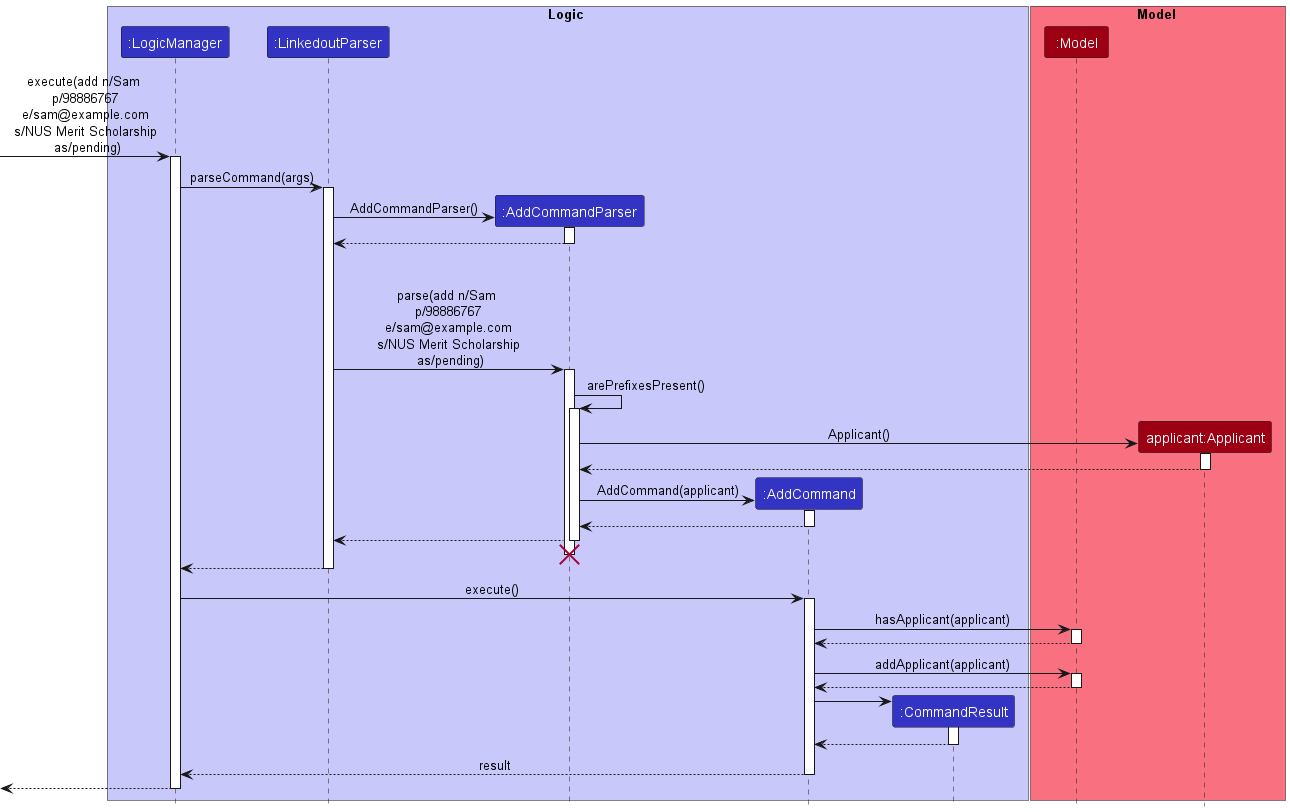 Logic
Model
:LogicManager
:LinkedoutParser
:Model
execute(add n/Sam
p/98886767
e/sam@example.com
s/NUS Merit Scholarship
as/pending)
parseCommand(args)
AddCommandParser()
:AddCommandParser
parse(add n/Sam
p/98886767
e/sam@example.com
s/NUS Merit Scholarship
as/pending)
arePrefixesPresent()
Applicant()
applicant:Applicant
AddCommand(applicant)
:AddCommand
execute()
hasApplicant(applicant)
addApplicant(applicant)
:CommandResult
result